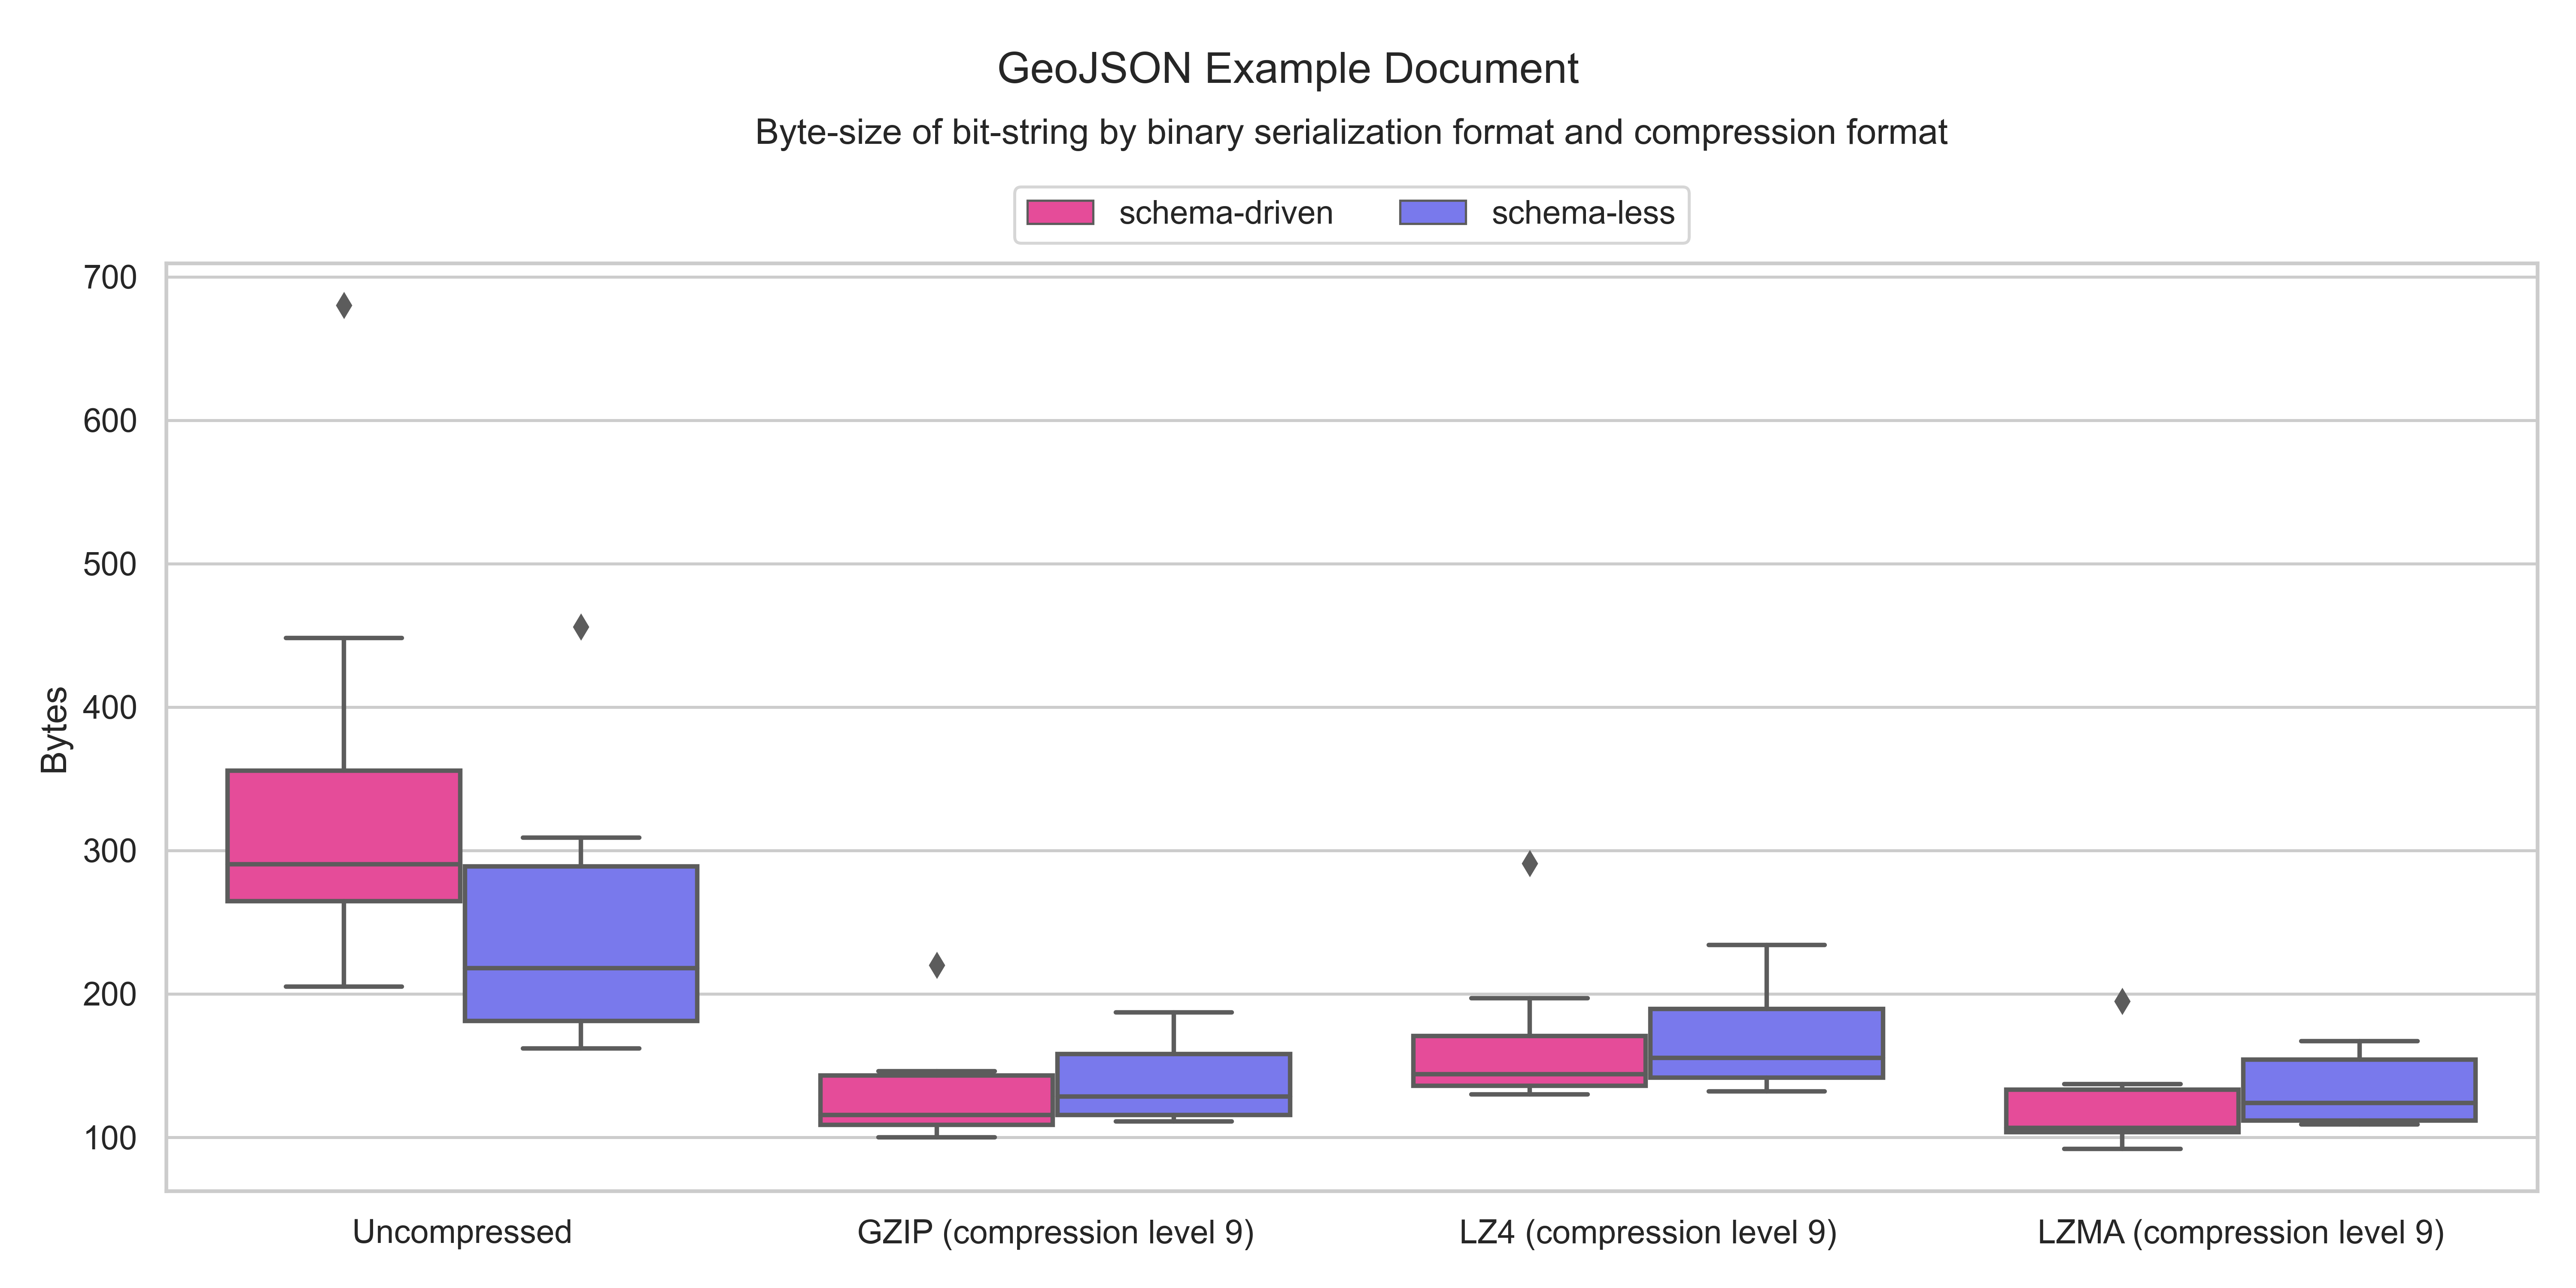 GeoJSON Example Document
Byte-size of bit-string by binary serialization format and compression format
schema-driven schema-less
700
600
500
400
300
200
100
Bytes
Uncompressed GZIP (compression level 9) LZ4 (compression level 9) LZMA (compression level 9)